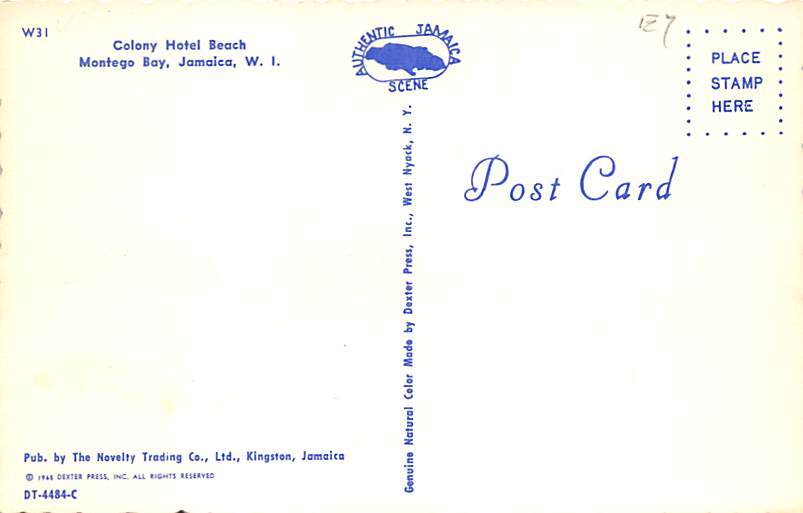 W31
Colony Hotel Beach
Montego Bay, Jamaica, W. I.
AUTHENTIC JAMAICA
SCENE
PLACE
STAMP
HERE
Post Card
Genuine Natural Color Made by Dexter Press, Inc., West Nyack, N. Y.
Pub. by The Novelty Trading Co., Ltd., Kingston, Jamaica
DEXTER PRESS, INC. ALL RIGHTS RESERVED
DT-4484-C